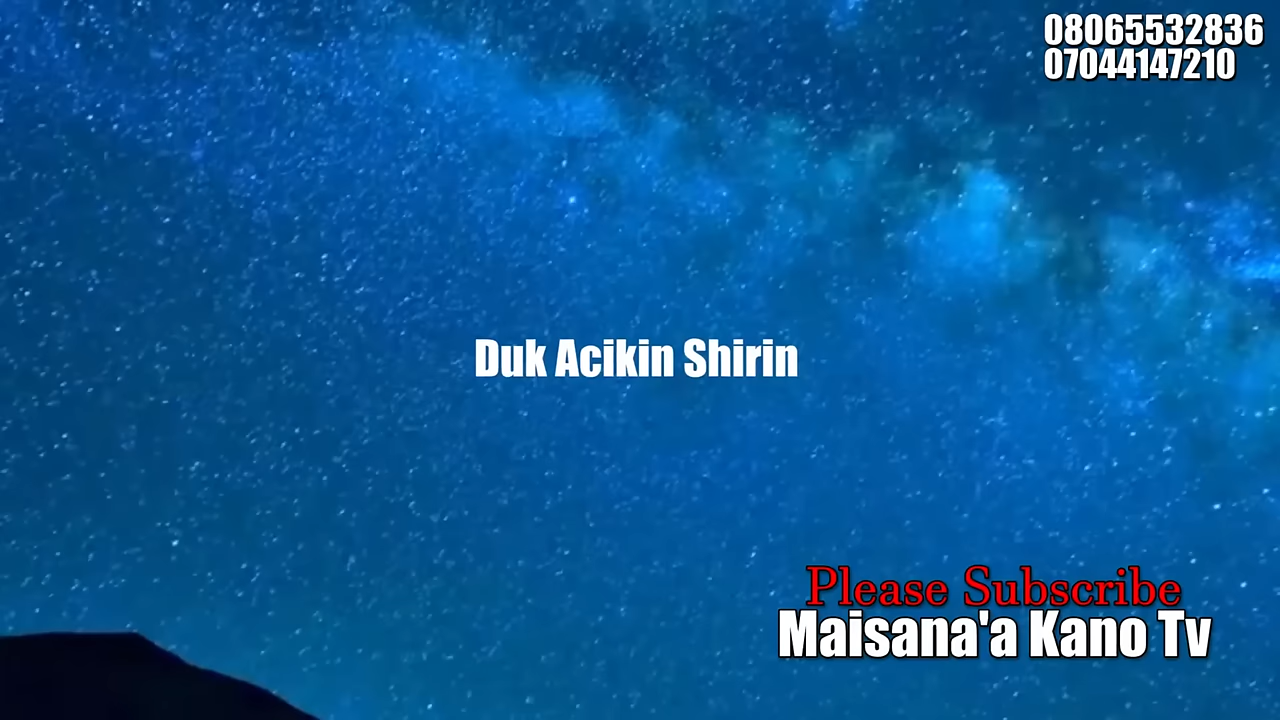 08065532836
07044147210
Duk Acikin Shirin
Please Subscribe
Maisana'a Kano Tv